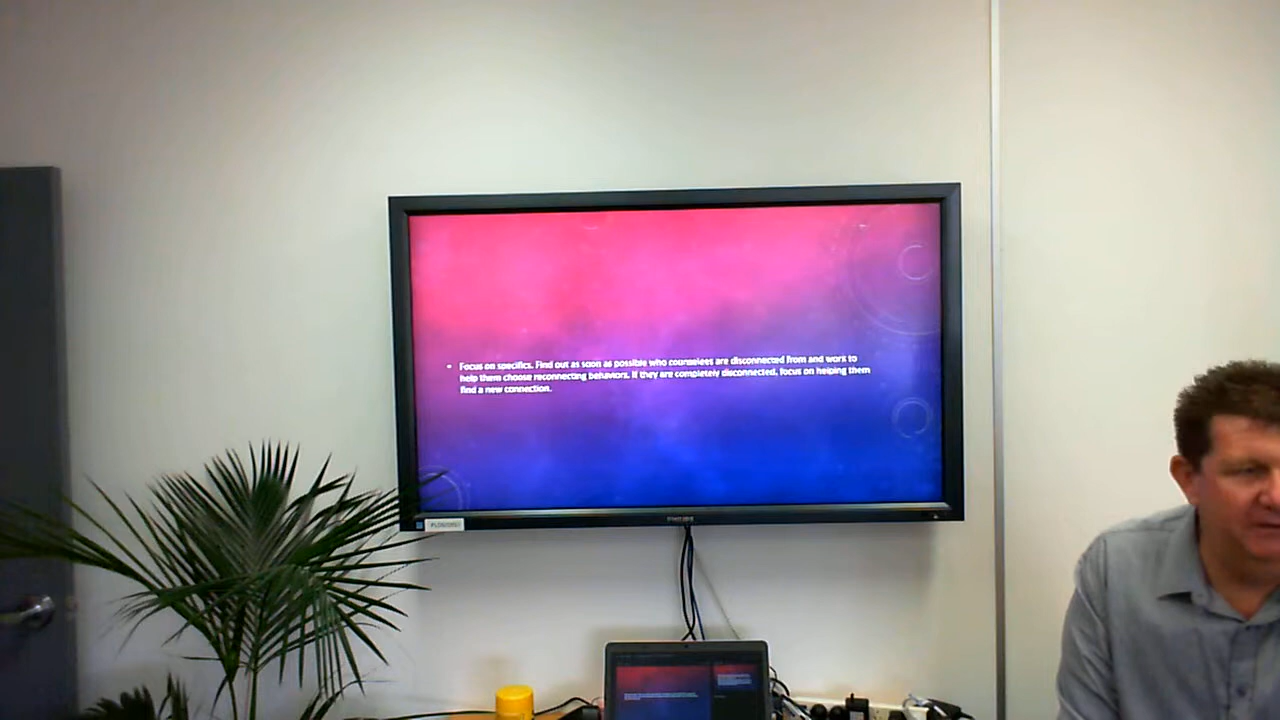 • Focus on specifics. Find out as soon as possible who counselees are disconnected from and work to
help them choose reconnecting behaviors. If they are completely disconnected, focus on helping them
find a new connection.